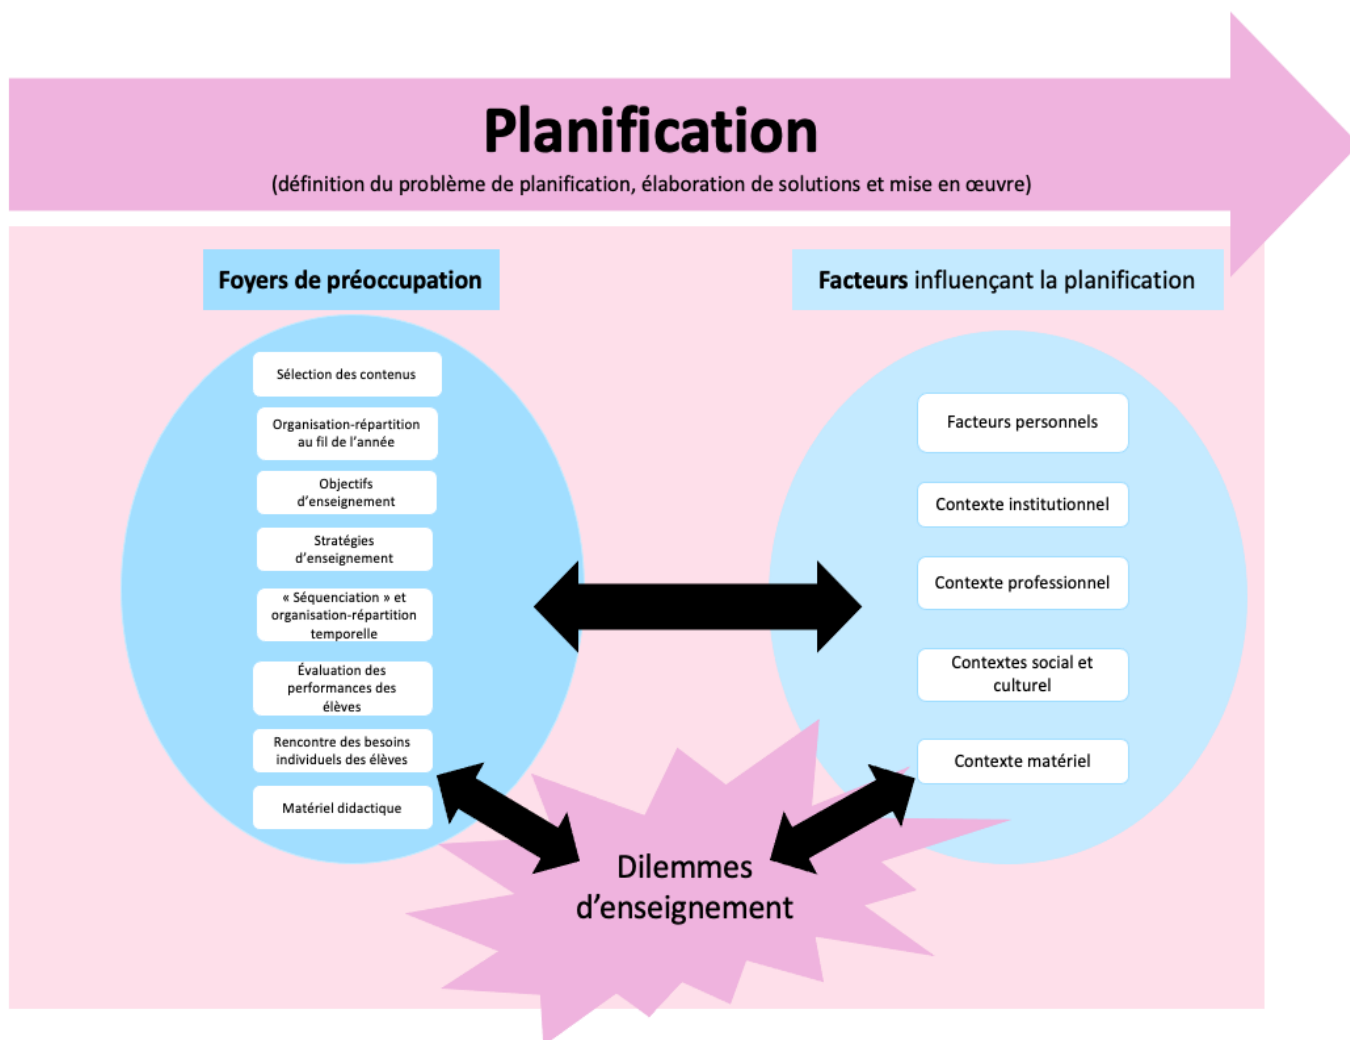 Planification
(définition du problème de planification, élaboration de solutions et mise en œuvre)
Foyers de préoccupation
Sélection des contenus
Organisation-répartition
au fil de l'année
Objectifs
d'enseignement
Stratégies
d'enseignement
« Séquenciation » et
organisation-répartition
temporelle
Évaluation des
performances des
élèves
Rencontre des besoins
individuels des élèves
Matériel didactique
Facteurs influençant la planification
Facteurs personnels
Contexte institutionnel
Contexte professionnel
Contextes social et
culturel
Contexte matériel
Dilemmes
d'enseignement